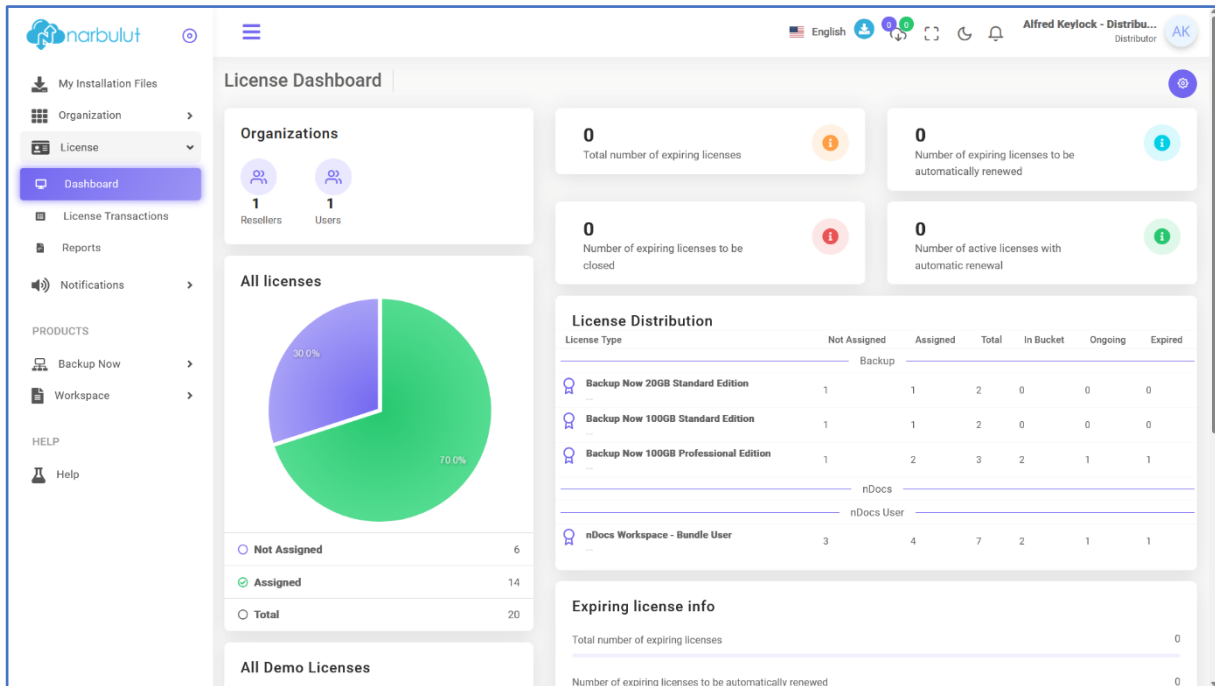 narbulut
English
0
0
Alfred Keylock - Distribu...
Distributor
AK
My Installation Files
Organization
License
Dashboard
License Transactions
Reports
Notifications
PRODUCTS
Backup Now
Workspace
HELP
Help
License Dashboard
Organizations
1
Resellers
1
Users
All licenses
30.0%
70.0%
Not Assigned 6
Assigned 14
Total 20
All Demo Licenses
0
Total number of expiring licenses
0
Number of expiring licenses to be
automatically renewed
0
Number of expiring licenses to be
closed
0
Number of active licenses with
automatic renewal
License Distribution
License Type Not Assigned Assigned Total In Bucket Ongoing Expired
Backup
Backup Now 20GB Standard Edition 1 1 2 0 0 0
...
Backup Now 100GB Standard Edition 1 1 2 0 0 0
...
Backup Now 100GB Professional Edition 1 2 3 2 1 1
...
nDocs
nDocs User
nDocs Workspace - Bundle User 3 4 7 2 1 1
...
Expiring license info
Total number of expiring licenses 0
Number of expiring licenses to be automatically renewed 0